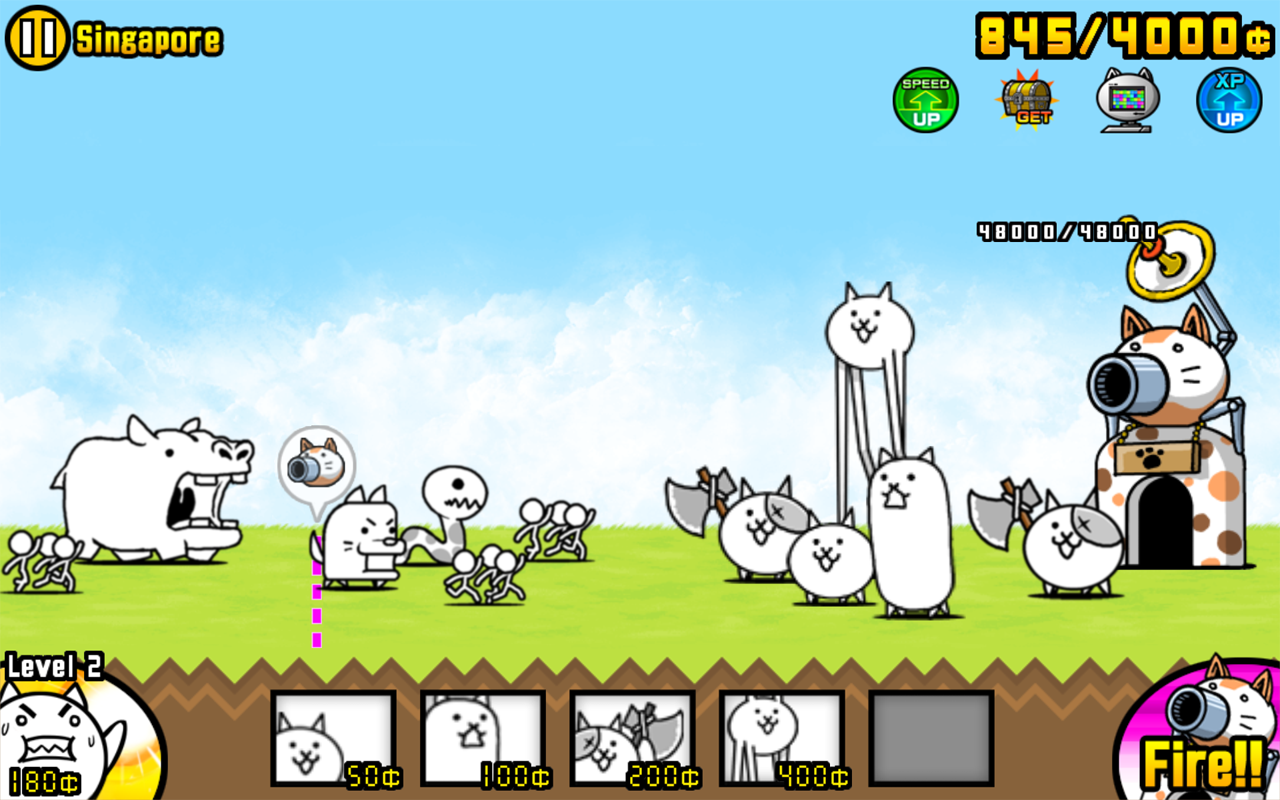 Singapore
845/4000¢
SPEED
UP
GET
XP
UP
48000/48000
Level 2
180¢
50¢
100¢
200¢
400¢
Fire!!